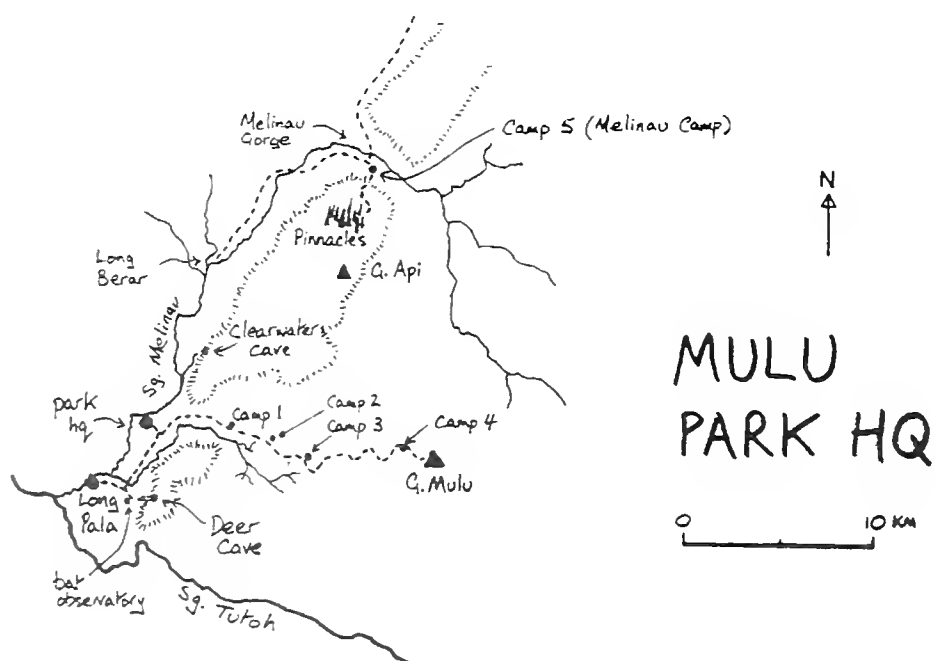 Melinau
Gorge
Camp 5 (Melinau Camp)
N
Pinnacles
G. Api
Long
Berar
Sg. Melinau
Clearwater
Cave
MULU
PARK HQ
park
hq
Camp 1
Camp 2
Camp 3
Camp 4
G. Mulu
Long
Pala
Deer
Cave
0 10 KM
bat
observatory
Sg. Tutoh